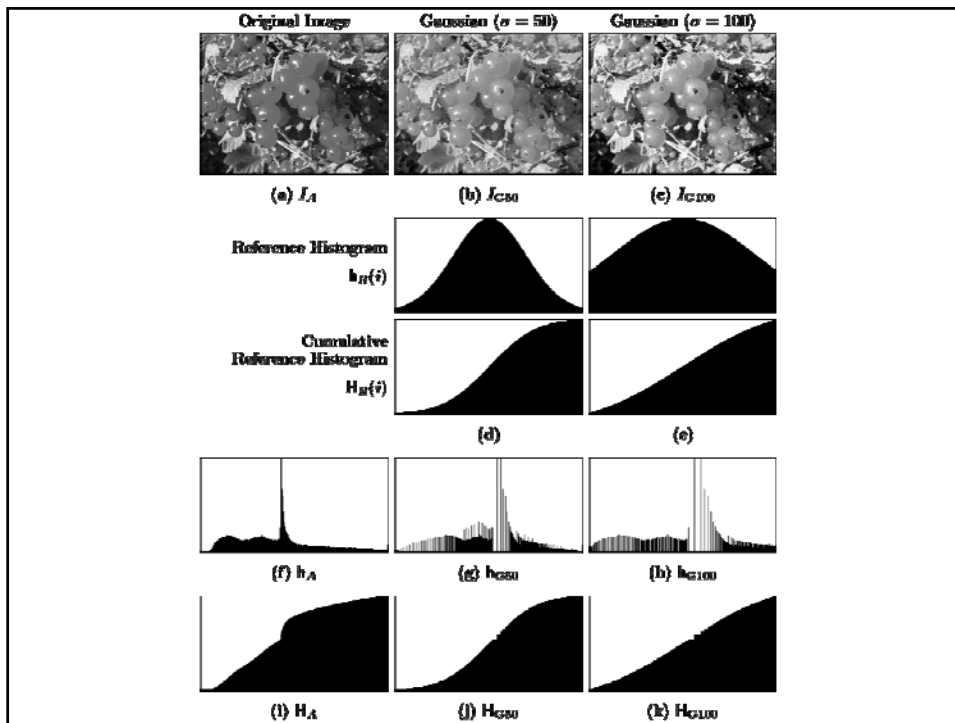 Original Image Gaussian (σ = 50) Gaussian (σ = 100)
(a) I_A (b) I_G50 (c) I_G100
Reference Histogram
h_R(i)
Cumulative
Reference Histogram
H_R(i)
(d) (e)
(f) h_A (g) h_G50 (h) h_G100
(i) H_A (j) H_G50 (k) H_G100